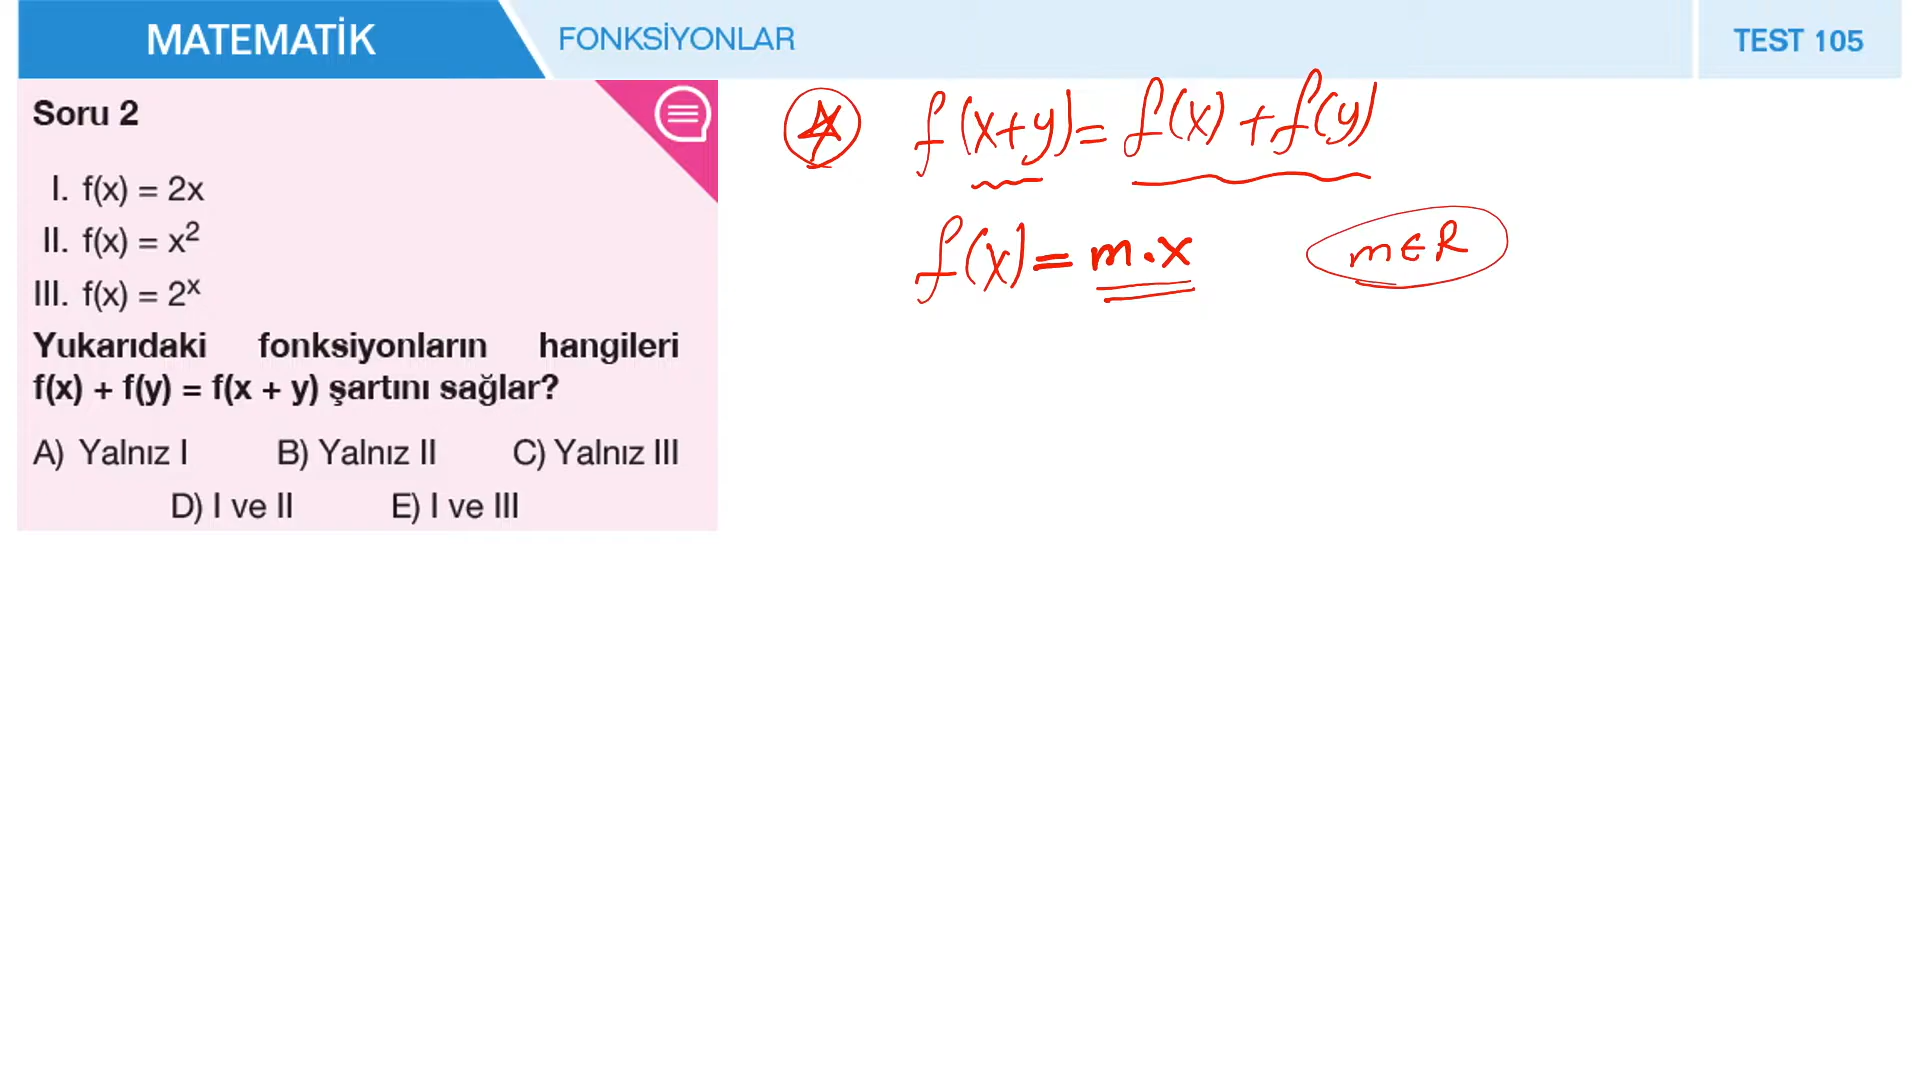 MATEMATİK
FONKSİYONLAR
TEST 105
Soru 2
I. f(x) = 2x
II. f(x) = x²
III. f(x) = 2ˣ
Yukarıdaki fonksiyonların hangileri
f(x) + f(y) = f(x + y) şartını sağlar?
A) Yalnız I B) Yalnız II C) Yalnız III
D) I ve II E) I ve III
f(x+y) = f(x) + f(y)
f(x) = m.x m∈R